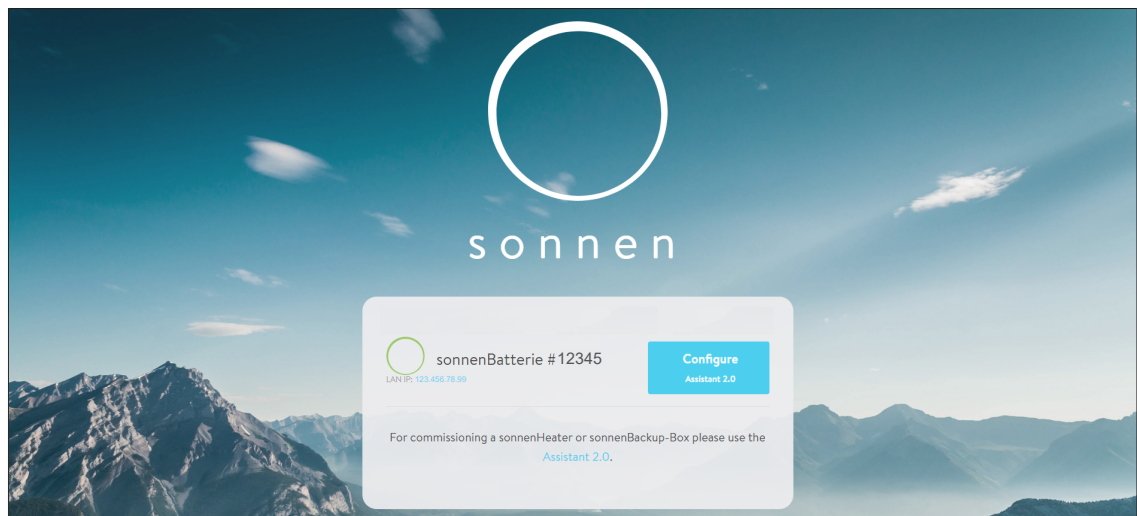 sonnen
sonnenBatterie #12345
LAN IP: 123.456.78.99
Configure
Assistant 2.0
For commissioning a sonnenHeater or sonnenBackup-Box please use the
Assistant 2.0.